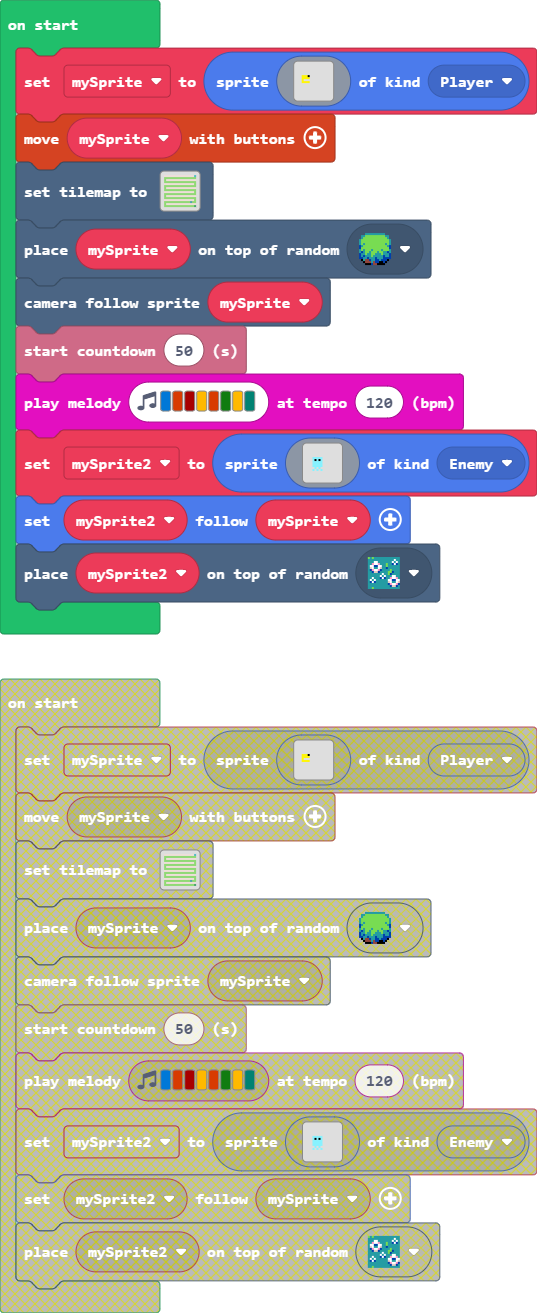 on start
set mySprite to sprite of kind Player
move mySprite with buttons
set tilemap to
place mySprite on top of random
camera follow sprite mySprite
start countdown 50 (s)
play melody at tempo 120 (bpm)
set mySprite2 to sprite of kind Enemy
set mySprite2 follow mySprite
place mySprite2 on top of random
on start
set mySprite to sprite of kind Player
move mySprite with buttons
set tilemap to
place mySprite on top of random
camera follow sprite mySprite
start countdown 50 (s)
play melody at tempo 120 (bpm)
set mySprite2 to sprite of kind Enemy
set mySprite2 follow mySprite
place mySprite2 on top of random